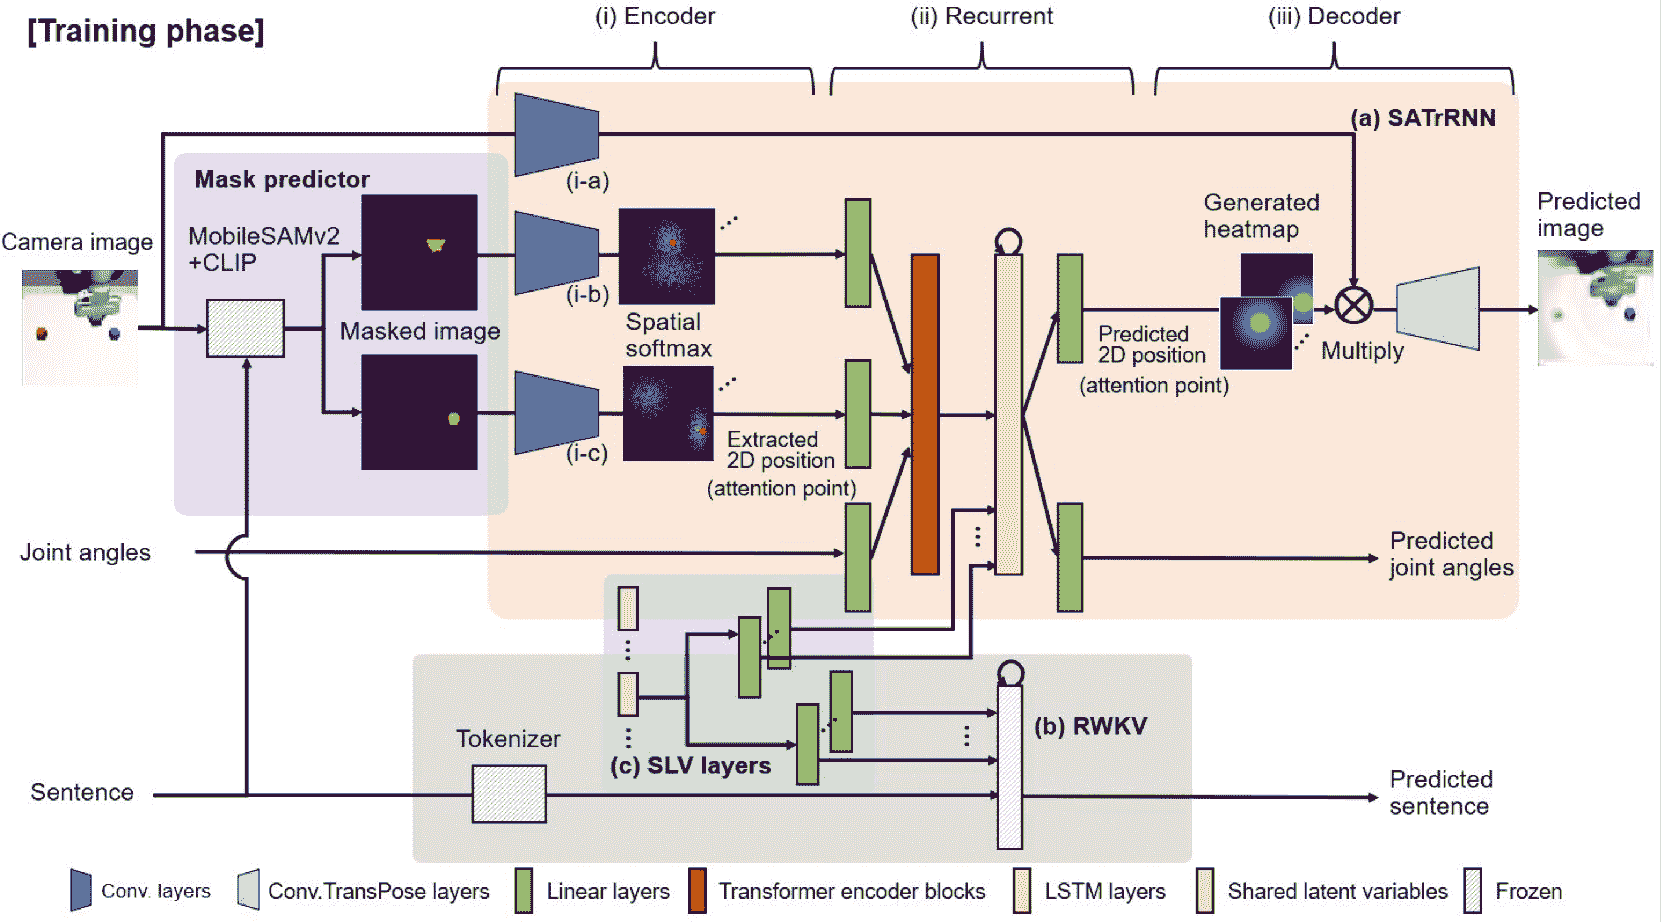 [Training phase]
(i) Encoder
(ii) Recurrent
(iii) Decoder
(a) SATrRNN
(i-a)
Mask predictor
MobileSAMv2
+CLIP
Camera image
Masked image
(i-b)
Spatial
softmax
(i-c)
Extracted
2D position
(attention point)
Generated
heatmap
Predicted
2D position
(attention point)
Multiply
Predicted
image
Joint angles
Predicted
joint angles
(b) RWKV
Tokenizer
(c) SLV layers
Sentence
Predicted
sentence
Conv. layers
Conv.TransPose layers
Linear layers
Transformer encoder blocks
LSTM layers
Shared latent variables
Frozen